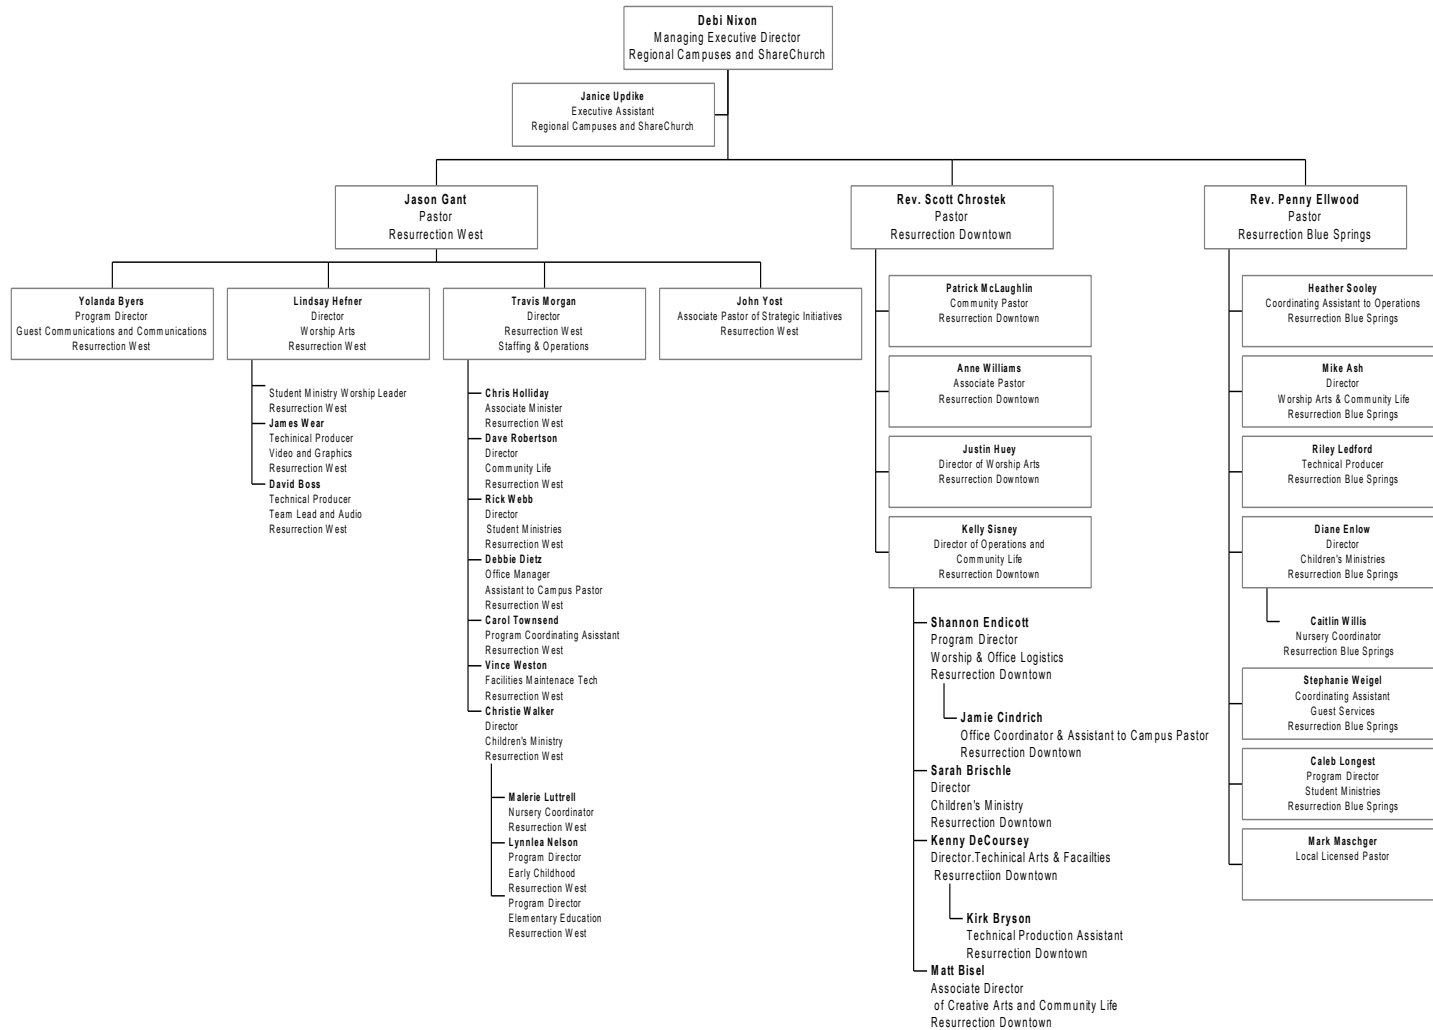 Debi Nixon
Managing Executive Director
Regional Campuses and ShareChurch
Janice Updike
Executive Assistant
Regional Campuses and ShareChurch
Jason Gant
Pastor
Resurrection West
Rev. Scott Chrostek
Pastor
Resurrection Downtown
Rev. Penny Ellwood
Pastor
Resurrection Blue Springs
Yolanda Byers
Program Director
Guest Communications and Communications
Resurrection West
Lindsay Hefner
Director
Worship Arts
Resurrection West
Travis Morgan
Director
Resurrection West
Staffing & Operations
John Yost
Associate Pastor of Strategic Initiatives
Resurrection West
Student Ministry Worship Leader
Resurrection West
James Wear
Techinical Producer
Video and Graphics
Resurrection West
David Boss
Technical Producer
Team Lead and Audio
Resurrection West
Chris Holliday
Associate Minister
Resurrection West
Dave Robertson
Director
Community Life
Resurrection West
Rick Webb
Director
Student Ministries
Resurrection West
Debbie Dietz
Office Manager
Assistant to Campus Pastor
Resurrection West
Carol Townsend
Program Coordinating Asisstant
Resurrection West
Vince Weston
Facilities Maintenace Tech
Resurrection West
Christie Walker
Director
Children's Ministry
Resurrection West
Malerie Luttrell
Nursery Coordinator
Resurrection West
Lynnlea Nelson
Program Director
Early Childhood
Resurrection West
Program Director
Elementary Education
Resurrection West
Patrick McLaughlin
Community Pastor
Resurrection Downtown
Anne Williams
Associate Pastor
Resurrection Downtown
Justin Huey
Director of Worship Arts
Resurrection Downtown
Kelly Sisney
Director of Operations and
Community Life
Resurrection Downtown
Shannon Endicott
Program Director
Worship & Office Logistics
Resurrection Downtown
Jamie Cindrich
Office Coordinator & Assistant to Campus Pastor
Resurrection Downtown
Sarah Brischle
Director
Children's Ministry
Resurrection Downtown
Kenny DeCoursey
Director.Techinical Arts & Facailties
Resurrectiion Downtown
Kirk Bryson
Technical Production Assistant
Resurrection Downtown
Matt Bisel
Associate Director
of Creative Arts and Community Life
Resurrection Downtown
Heather Sooley
Coordinating Assistant to Operations
Resurrection Blue Springs
Mike Ash
Director
Worship Arts & Community Life
Resurrection Blue Springs
Riley Ledford
Technical Producer
Resurrection Blue Springs
Diane Enlow
Director
Children's Ministries
Resurrection Blue Springs
Caitlin Willis
Nursery Coordinator
Resurrection Blue Springs
Stephanie Weigel
Coordinating Assistant
Guest Services
Resurrection Blue Springs
Caleb Longest
Program Director
Student Ministries
Resurrection Blue Springs
Mark Maschger
Local Licensed Pastor